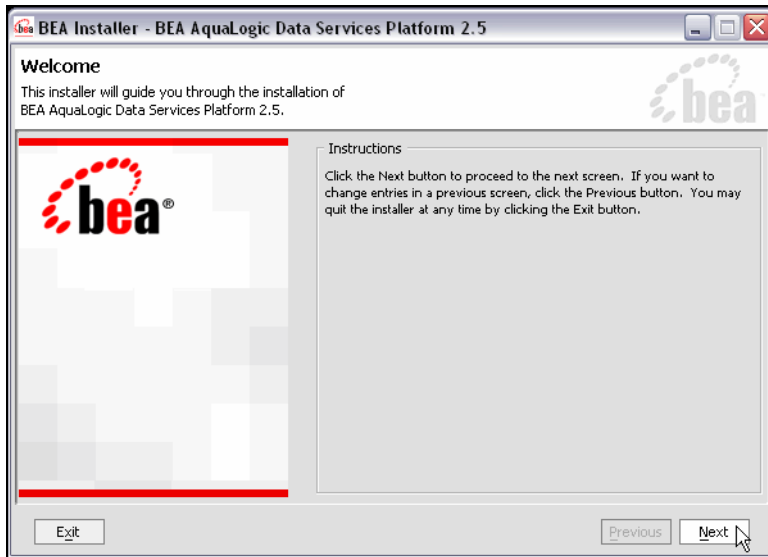 bea BEA Installer - BEA AquaLogic Data Services Platform 2.5
Welcome
This installer will guide you through the installation of
BEA AquaLogic Data Services Platform 2.5.
bea
Instructions
Click the Next button to proceed to the next screen. If you want to
change entries in a previous screen, click the Previous button. You may
quit the installer at any time by clicking the Exit button.
bea®
Exit
Previous
Next